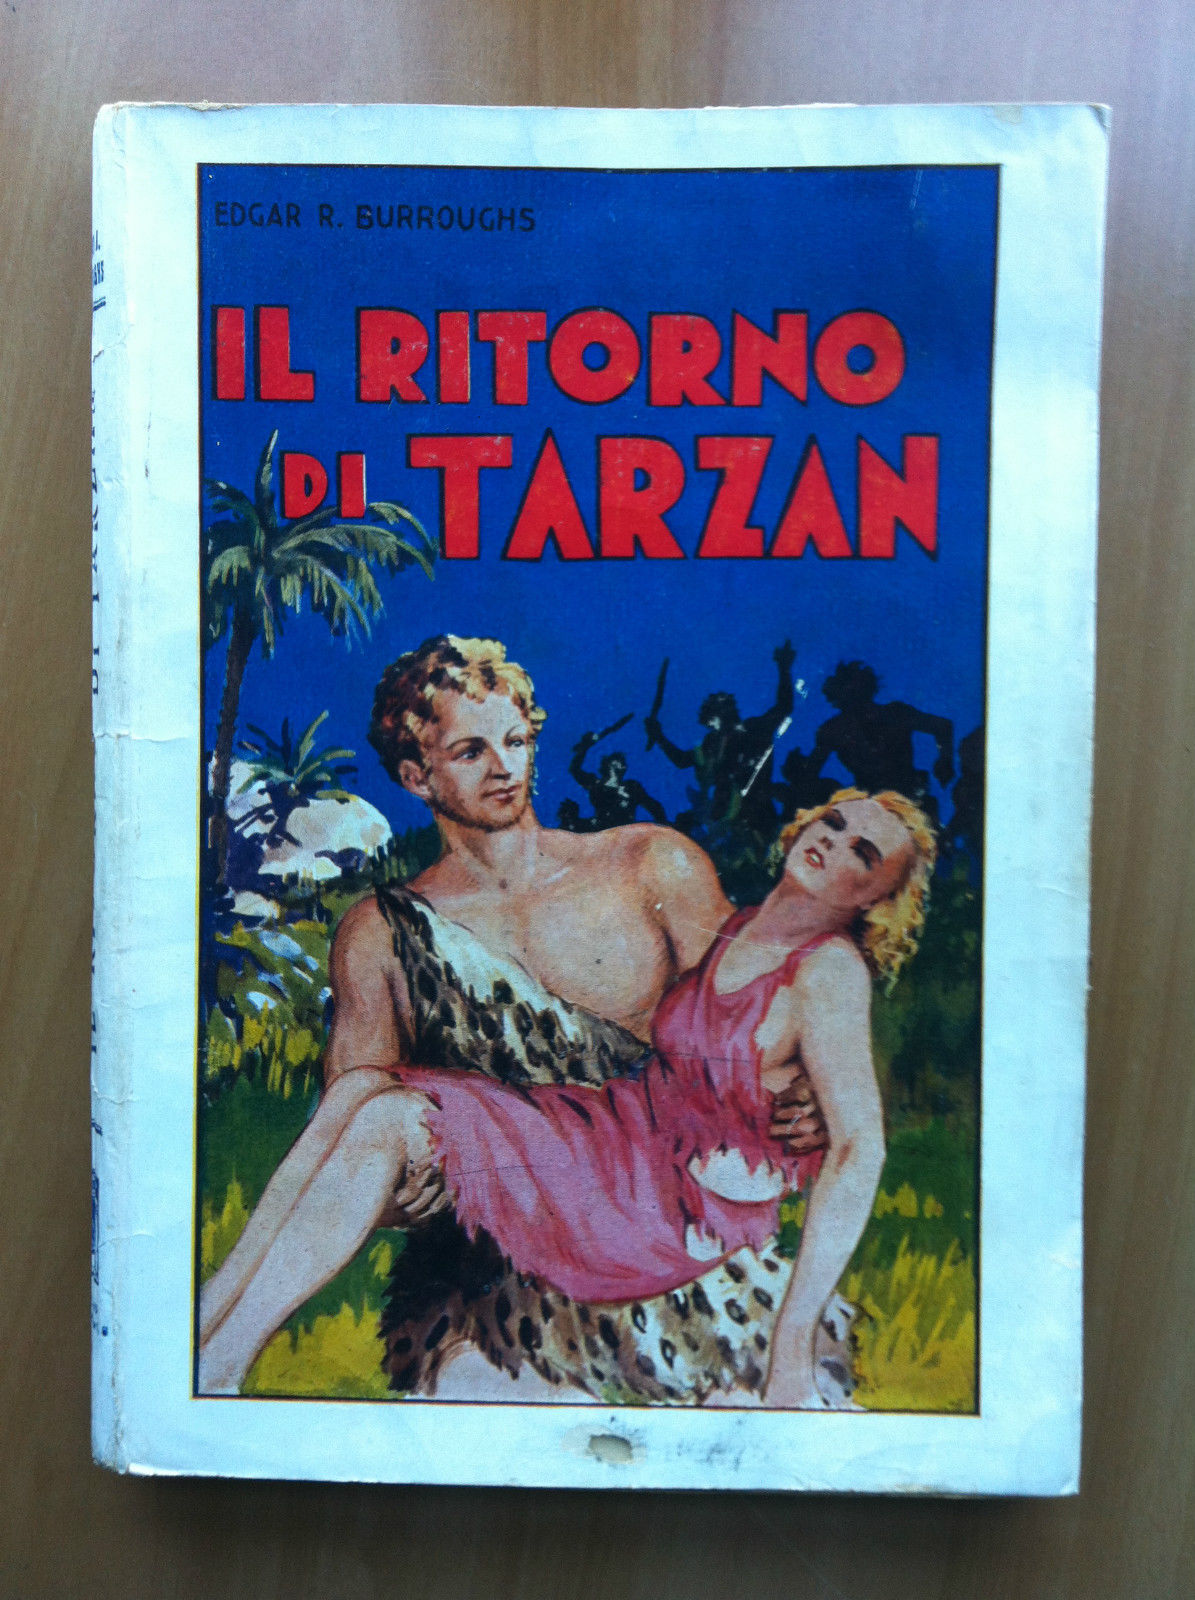 EDGAR R. BURROUGHS
IL RITORNO
DI TARZAN